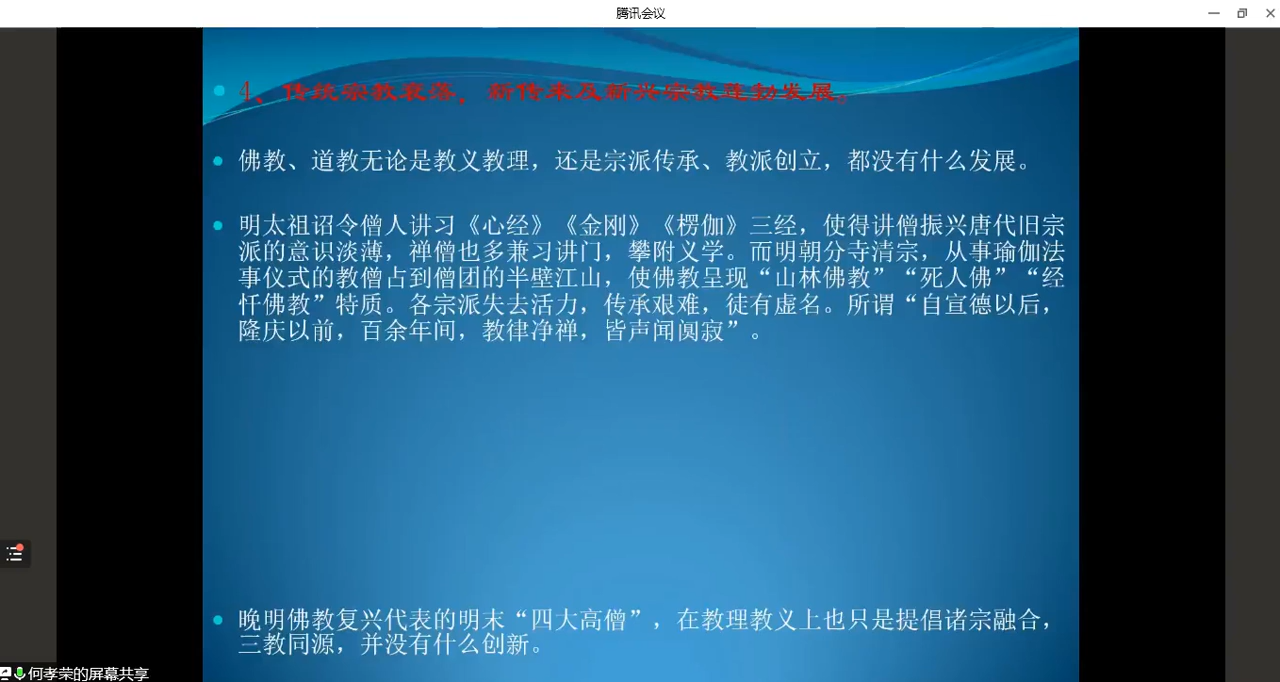 腾讯会议
4、传统宗教衰落，新传来及新兴宗教蓬勃发展。
佛教、道教无论是教义教理，还是宗派传承、教派创立，都没有什么发展。
明太祖诏令僧人讲习《心经》《金刚》《楞伽》三经，使得讲僧振兴唐代旧宗
派的意识淡薄，禅僧也多兼习讲门，攀附义学。而明朝分寺清宗，从事瑜伽法
事仪式的教僧占到僧团的半壁江山，使佛教呈现“山林佛教”“死人佛”“经
忏佛教”特质。各宗派失去活力，传承艰难，徒有虚名。所谓“自宣德以后，
隆庆以前，百余年间，教律净禅，皆声闻阒寂”。
晚明佛教复兴代表的明末“四大高僧”，在教理教义上也只是提倡诸宗融合，
三教同源，并没有什么创新。
何孝荣的屏幕共享